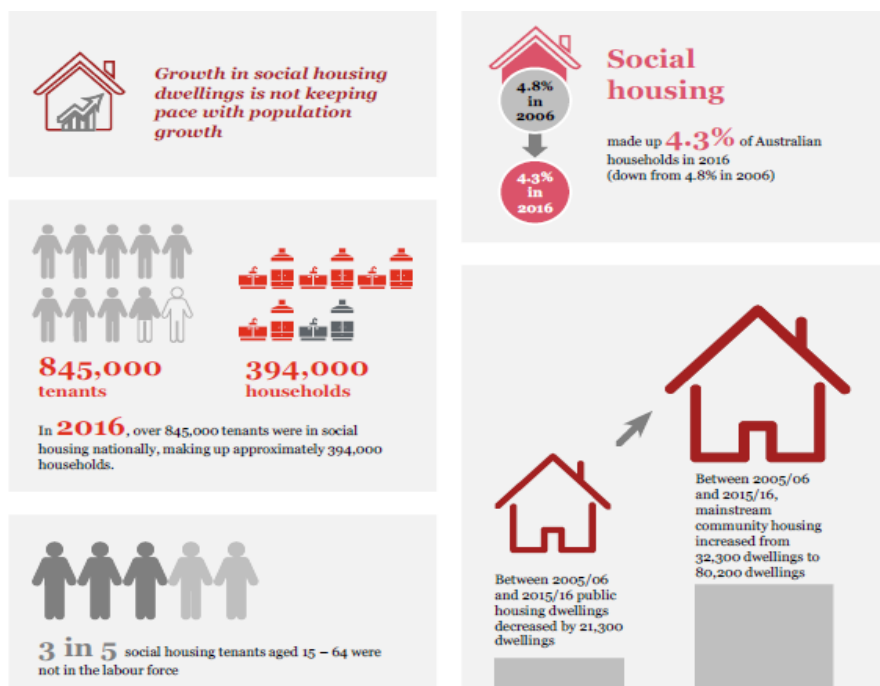 Growth in social housing
dwellings is not keeping
pace with population
growth
845,000
tenants
394,000
households
In 2016, over 845,000 tenants were in social
housing nationally, making up approximately 394,000
households.
3 in 5 social housing tenants aged 15 – 64 were
not in the labour force
4.8%
in
2006
4.3%
in
2016
Social
housing
made up 4.3% of Australian
households in 2016
(down from 4.8% in 2006)
Between 2005/06
and 2015/16 public
housing dwellings
decreased by 21,300
dwellings
Between 2005/06
and 2015/16,
mainstream
community housing
increased from
32,300 dwellings to
80,200 dwellings